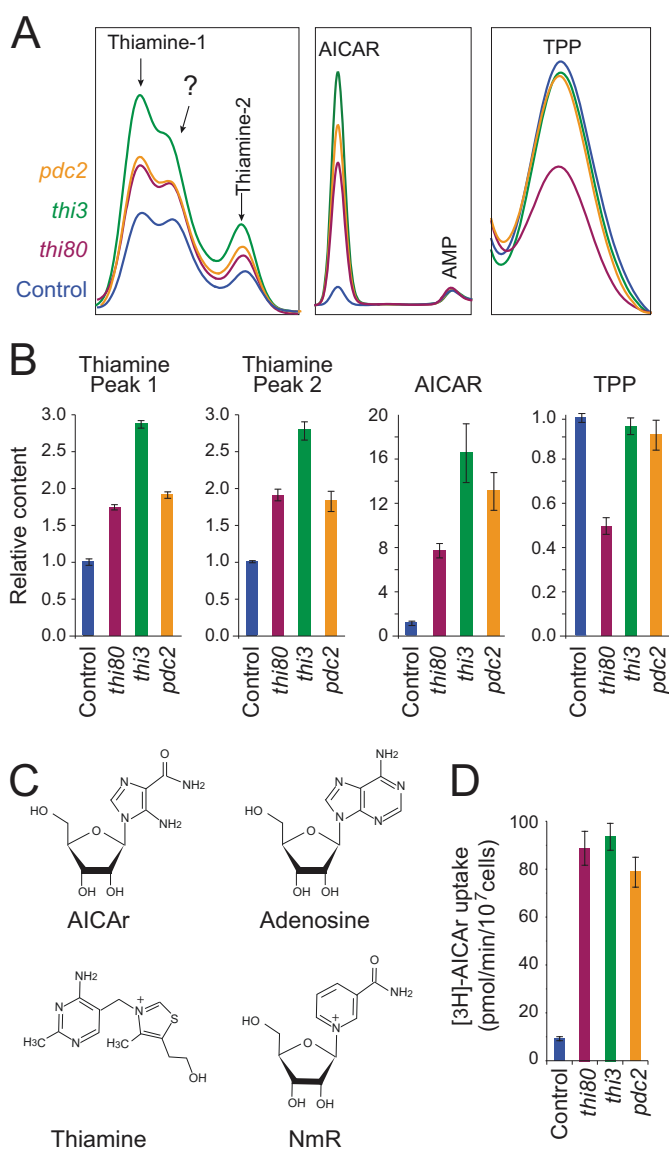 A
Thiamine-1
?
Thiamine-2
pdc2
thi3
thi80
Control
AICAR
AMP
TPP
B
Relative content
Thiamine
Peak 1
3.0
2.5
2.0
1.5
1.0
0.5
0.0
Control
thi80
thi3
pdc2
Thiamine
Peak 2
3.0
2.5
2.0
1.5
1.0
0.5
0.0
Control
thi80
thi3
pdc2
AICAR
20
16
12
8
4
0
Control
thi80
thi3
pdc2
TPP
1.0
0.8
0.6
0.4
0.2
0.0
Control
thi80
thi3
pdc2
C
O
N
NH2
N
NH2
HO
O
OH
OH
AICAr
NH2
N
N
N
N
HO
O
OH
OH
Adenosine
NH2
N
N
H3C
+
N
S
H3C
OH
Thiamine
O
NH2
+
N
HO
O
OH
OH
NmR
D
[3H]-AICAr uptake
(pmol/min/10⁷cells)
100
80
60
40
20
0
Control
thi80
thi3
pdc2